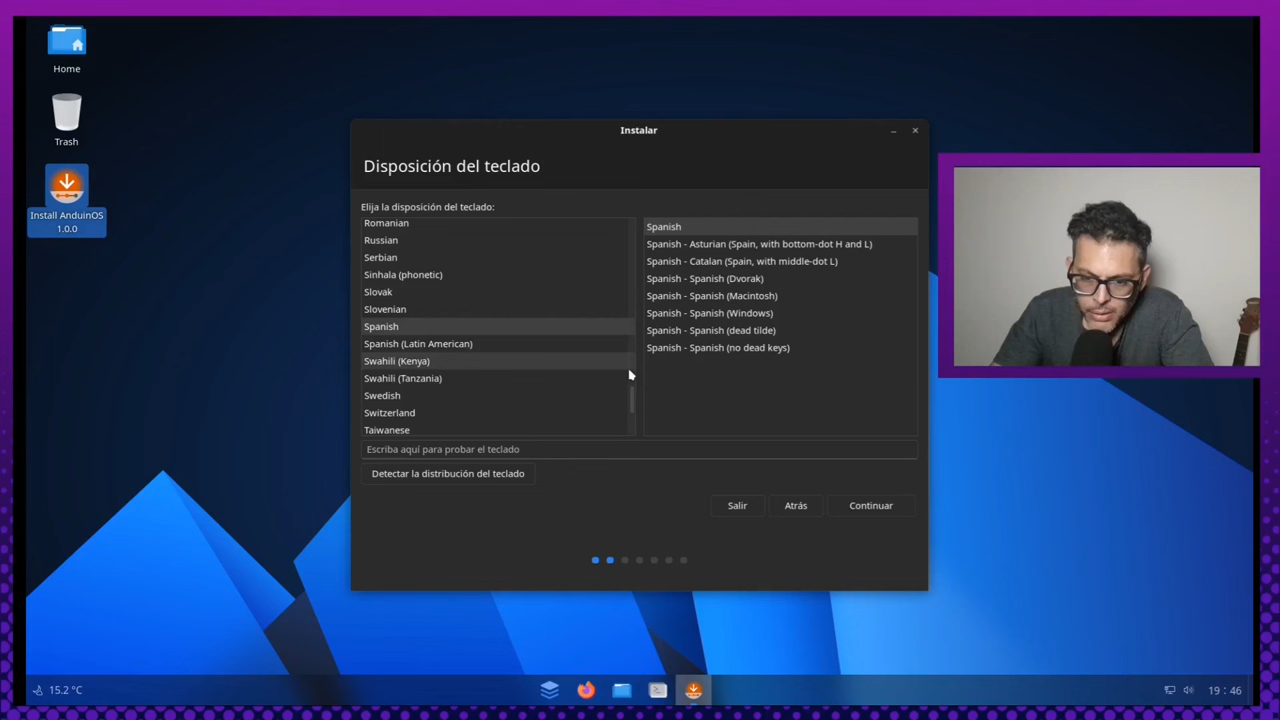 Home
Trash
Install AnduinOS
1.0.0
Instalar
Disposición del teclado
Elija la disposición del teclado:
Romanian
Russian
Serbian
Sinhala (phonetic)
Slovak
Slovenian
Spanish
Spanish (Latin American)
Swahili (Kenya)
Swahili (Tanzania)
Swedish
Switzerland
Taiwanese
Spanish
Spanish - Asturian (Spain, with bottom-dot H and L)
Spanish - Catalan (Spain, with middle-dot L)
Spanish - Spanish (Dvorak)
Spanish - Spanish (Macintosh)
Spanish - Spanish (Windows)
Spanish - Spanish (dead tilde)
Spanish - Spanish (no dead keys)
Escriba aquí para probar el teclado
Detectar la distribución del teclado
Salir
Atrás
Continuar
15.2 °C
19 : 46